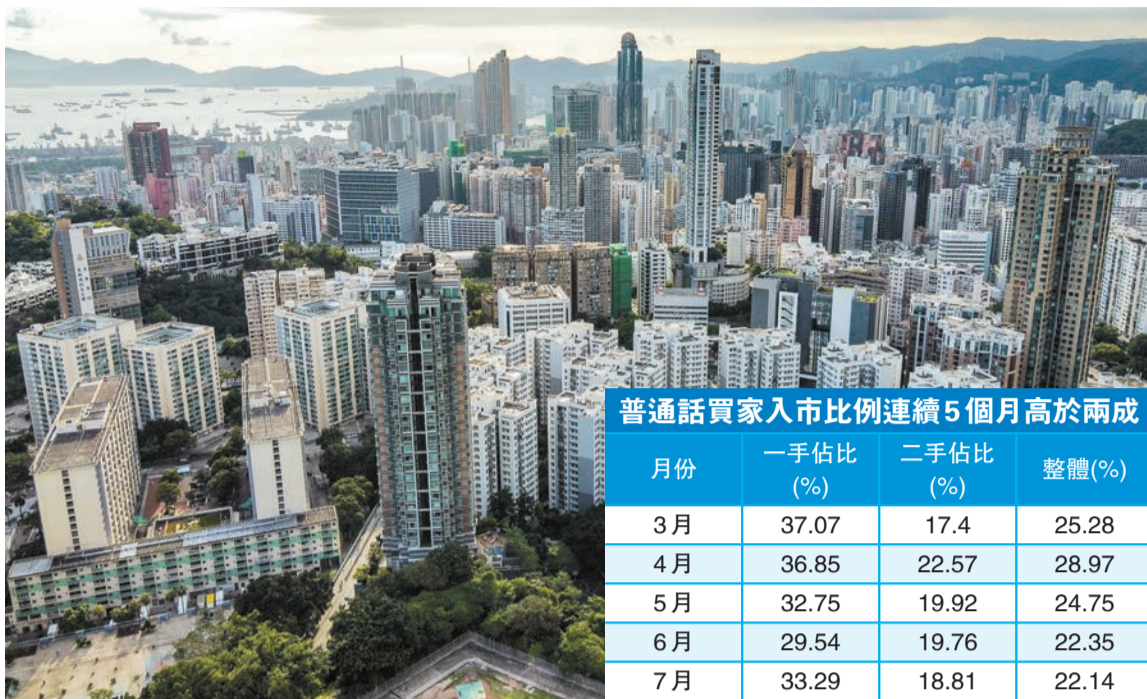 普通話買家入市比例連續5個月高於兩成
月份 一手佔比(%) 二手佔比(%) 整體(%)
3月 37.07 17.4 25.28
4月 36.85 22.57 28.97
5月 32.75 19.92 24.75
6月 29.54 19.76 22.35
7月 33.29 18.81 22.14